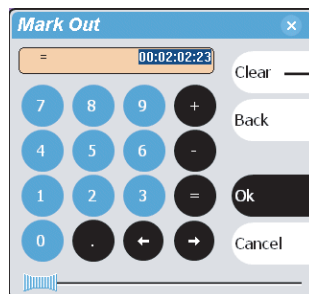 Mark Out ×
= 00:02:02:23
Clear
7 8 9 +
Back
4 5 6 -
1 2 3 = Ok
0 . ← → Cancel